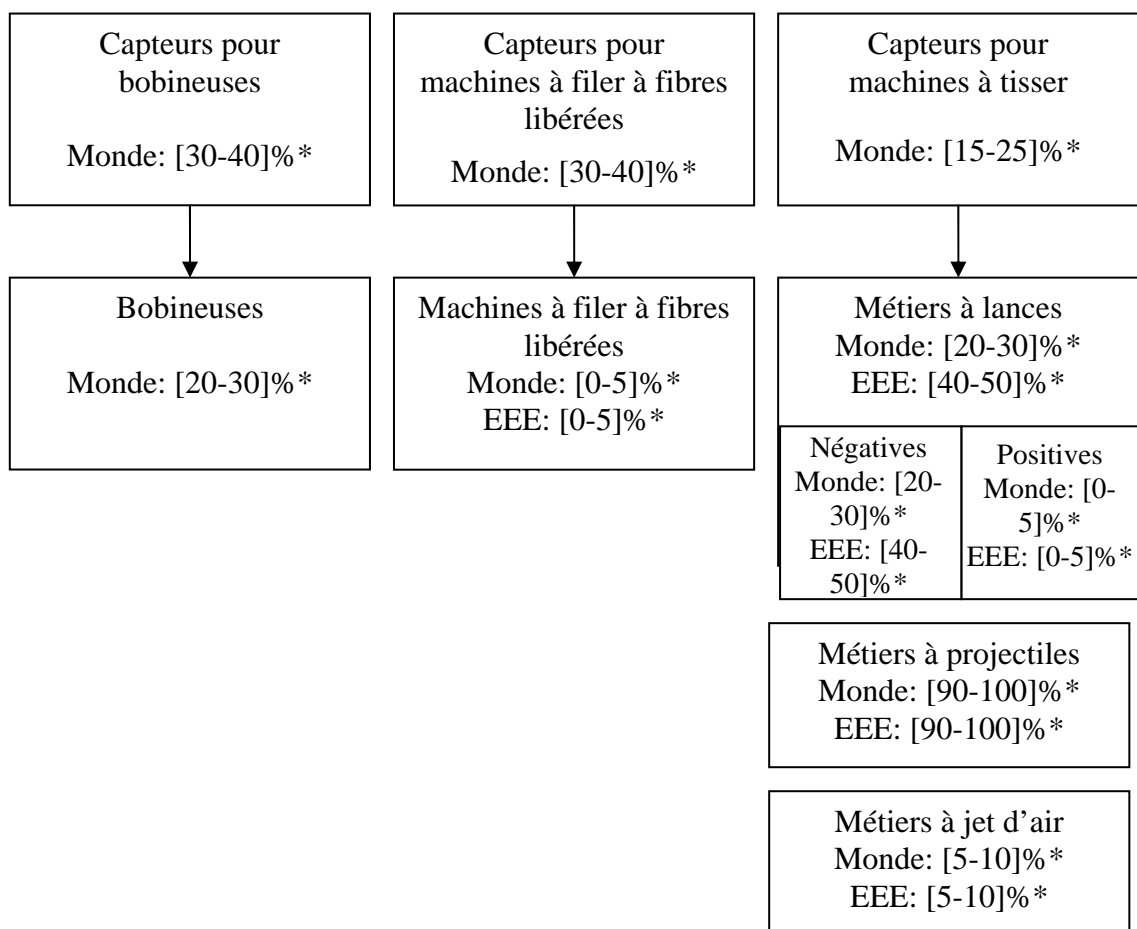 Capteurs pour
bobineuses
Monde: [30-40]%*
Capteurs pour
machines à filer à fibres
libérées
Monde: [30-40]%*
Capteurs pour
machines à tisser
Monde: [15-25]%*
Bobineuses
Monde: [20-30]%*
Machines à filer à fibres
libérées
Monde: [0-5]%*
EEE: [0-5]%*
Métiers à lances
Monde: [20-30]%*
EEE: [40-50]%*
Négatives
Monde: [20-
30]%*
EEE: [40-
50]%*
Positives
Monde: [0-
5]%*
EEE: [0-5]%*
Métiers à projectiles
Monde: [90-100]%*
EEE: [90-100]%*
Métiers à jet d’air
Monde: [5-10]%*
EEE: [5-10]%*